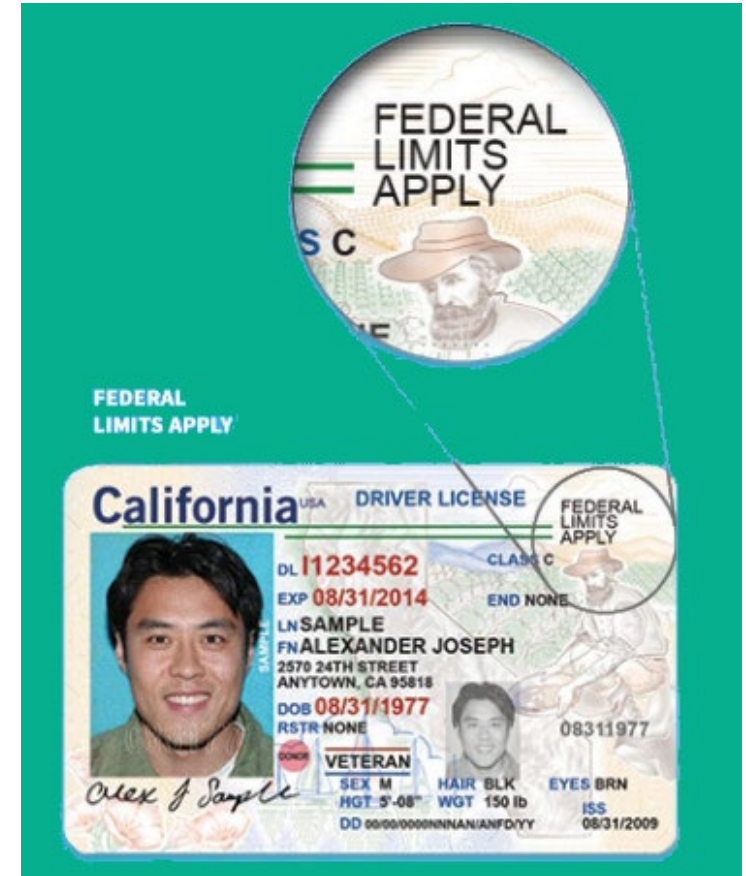 FEDERAL
LIMITS
APPLY
S C
FEDERAL
LIMITS APPLY
California USA DRIVER LICENSE
FEDERAL
LIMITS
APPLY
DL I1234562 CLASS C
EXP 08/31/2014 END NONE
LN SAMPLE
FN ALEXANDER JOSEPH
2570 24TH STREET
ANYTOWN, CA 95818
DOB 08/31/1977
RSTR NONE 08311977
SAMPLE
DONOR VETERAN
SEX M HAIR BLK EYES BRN
HGT 5'-08" WGT 150 lb ISS
DD 00/00/0000NNNAN/ANFD/YY 08/31/2009
Alex J Sample